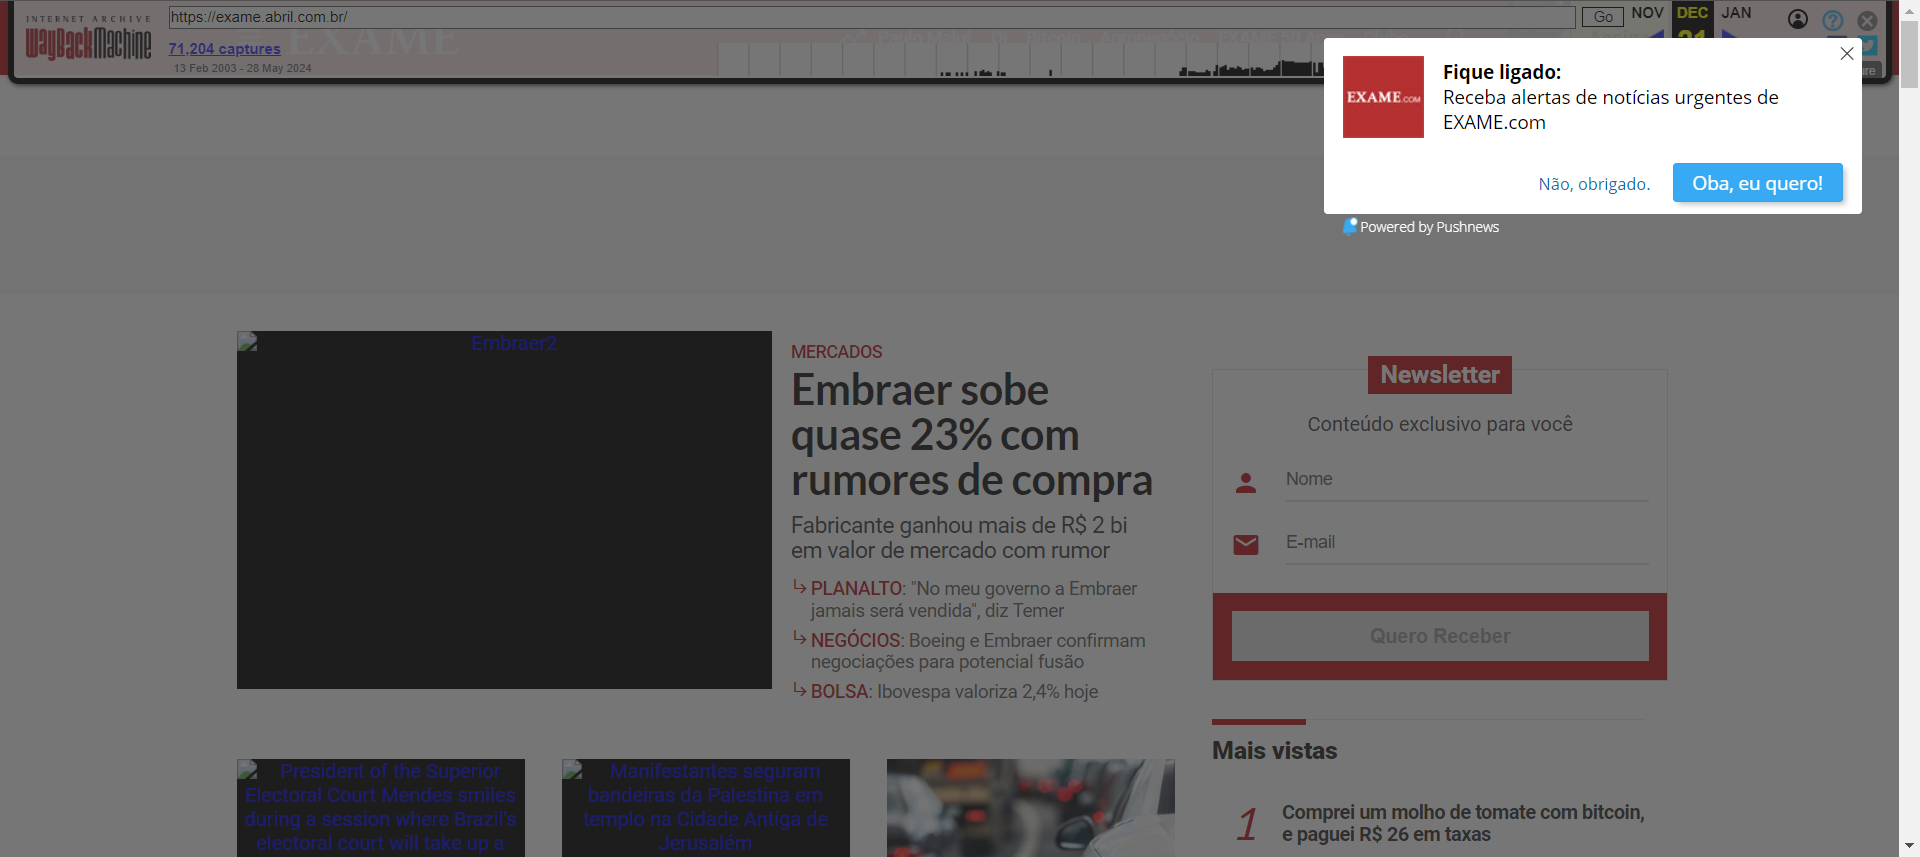 INTERNET ARCHIVE
WayBackMachine
https://exame.abril.com.br/
Go
NOV
DEC
JAN
71,204 captures
13 Feb 2003 - 28 May 2024
EXAME
EXAME.COM
Fique ligado:
Receba alertas de notícias urgentes de
EXAME.com
Não, obrigado.
Oba, eu quero!
Powered by Pushnews
Embraer2
MERCADOS
Embraer sobe
quase 23% com
rumores de compra
Fabricante ganhou mais de R$ 2 bi
em valor de mercado com rumor
PLANALTO: "No meu governo a Embraer
jamais será vendida", diz Temer
NEGÓCIOS: Boeing e Embraer confirmam
negociações para potencial fusão
BOLSA: Ibovespa valoriza 2,4% hoje
Newsletter
Conteúdo exclusivo para você
Nome
E-mail
Quero Receber
Mais vistas
1
Comprei um molho de tomate com bitcoin,
e paguei R$ 26 em taxas
President of the Superior
Electoral Court Mendes smiles
during a session where Brazil's
electoral court will take up a
Manifestantes seguram
bandeiras da Palestina em
templo na Cidade Antiga de
Jerusalém